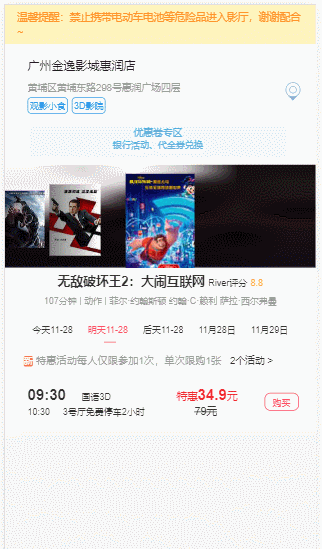 温馨提醒：禁止携带电动车电池等危险品进入影厅，谢谢配合
~
广州金逸影城惠润店
黄埔区黄埔东路298号惠润广场四层
观影小食 3D影院
优惠卷专区
银行活动、代金券兑换
无敌破坏王2：大闹互联网 River评分 8.8
107分钟 | 动作 | 菲尔·约翰斯顿 约翰·C·赖利 萨拉·西尔弗曼
今天11-28 明天11-28 后天11-28 11月28日 11月29日
特惠活动每人仅限参加1次，单次限购1张 2个活动 >
09:30 国语3D 特惠34.9元 购买
10:30 3号厅免费停车2小时 79元